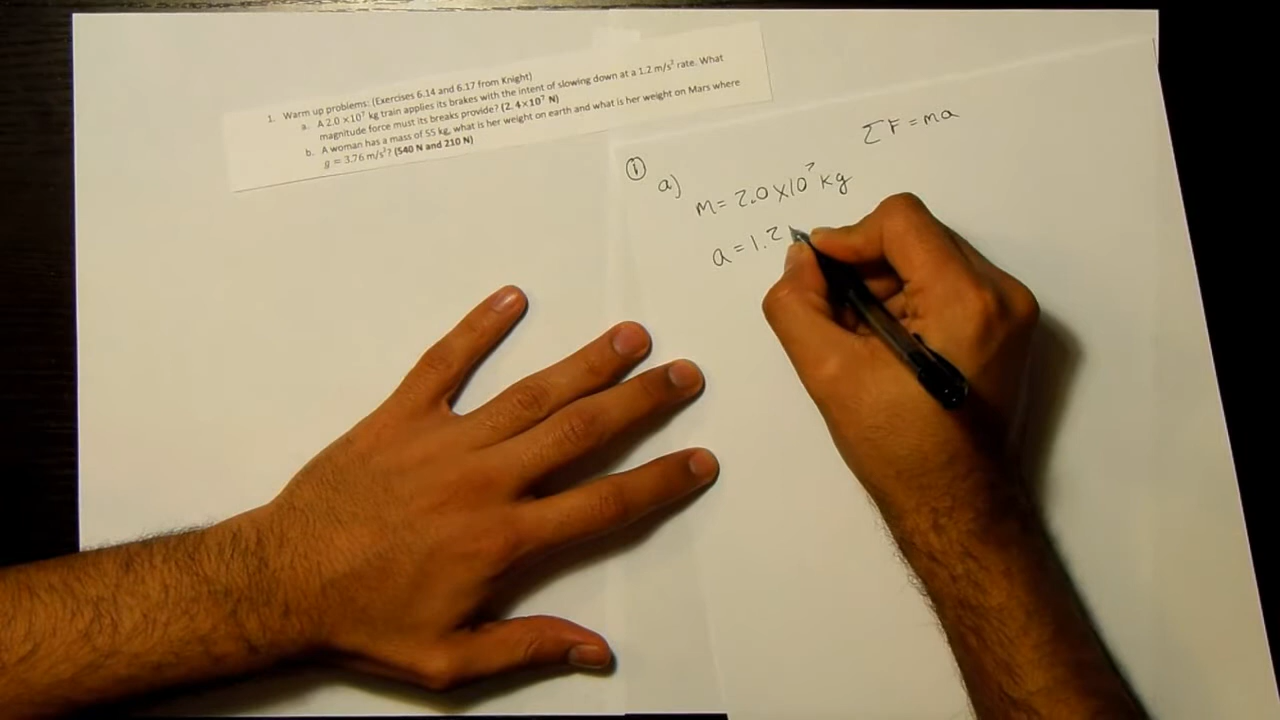 1. Warm up problems: (Exercises 6.14 and 6.17 from Knight)
a. A 2.0 ×10⁷ kg train applies its brakes with the intent of slowing down at a 1.2 m/s² rate. What
magnitude force must its breaks provide? (2.4×10⁷ N)
b. A woman has a mass of 55 kg, what is her weight on earth and what is her weight on Mars where
g = 3.76 m/s²? (540 N and 210 N)
ΣF = ma
① a)
m = 2.0 ×10⁷ kg
a = 1.2